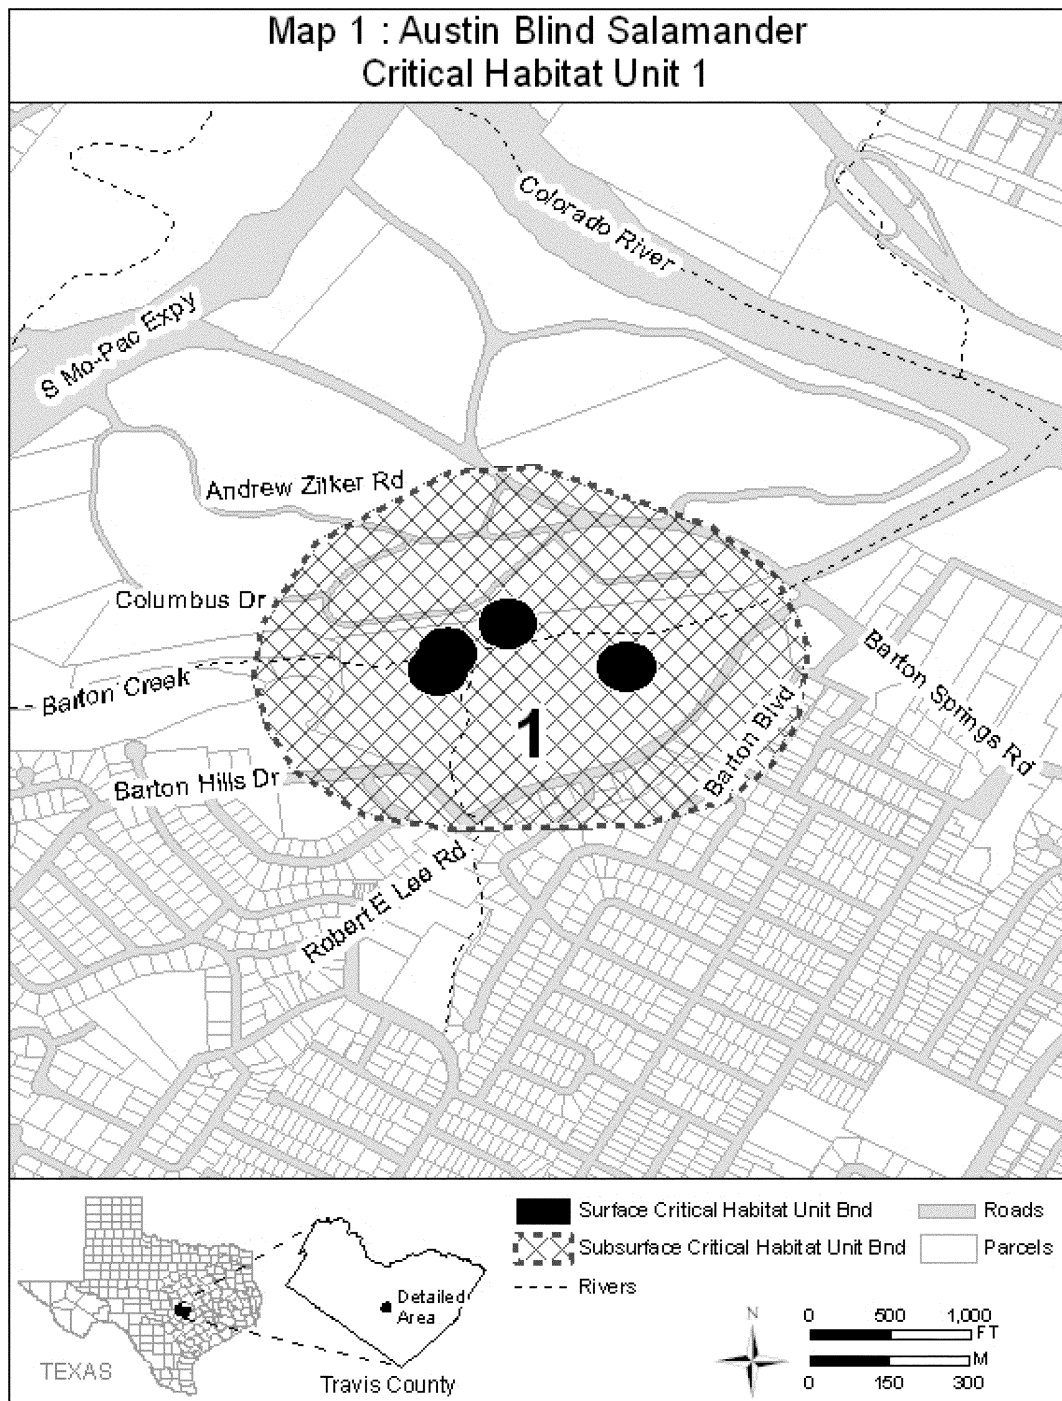 Map 1 : Austin Blind Salamander
Critical Habitat Unit 1
Colorado River
S Mo-Pac Expy
Andrew Zilker Rd
Columbus Dr
Barton Creek
Barton Springs Rd
1
Barton Blvd
Barton Hills Dr
Robert E Lee Rd
Surface Critical Habitat Unit Bnd
Roads
Subsurface Critical Habitat Unit Bnd
Parcels
Rivers
Detailed
Area
TEXAS
Travis County
N
0 500 1,000
FT
M
0 150 300